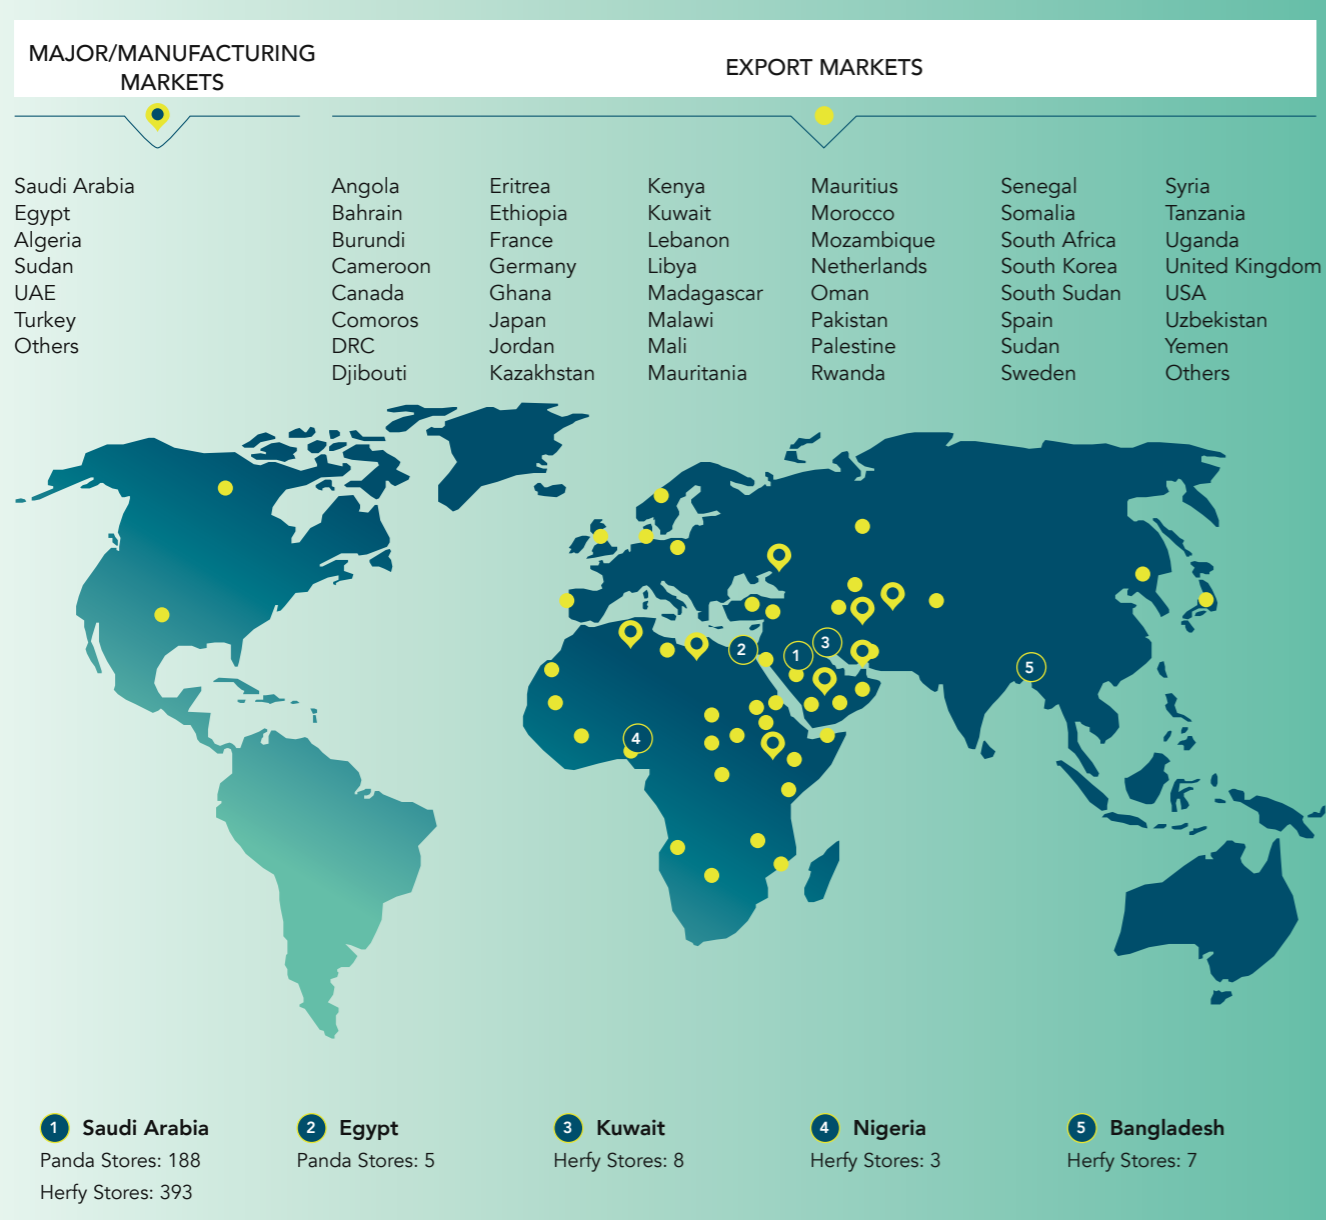 MAJOR/MANUFACTURING
MARKETS
EXPORT MARKETS
Saudi Arabia
Egypt
Algeria
Sudan
UAE
Turkey
Others
Angola
Bahrain
Burundi
Cameroon
Canada
Comoros
DRC
Djibouti
Eritrea
Ethiopia
France
Germany
Ghana
Japan
Jordan
Kazakhstan
Kenya
Kuwait
Lebanon
Libya
Madagascar
Malawi
Mali
Mauritania
Mauritius
Morocco
Mozambique
Netherlands
Oman
Pakistan
Palestine
Rwanda
Senegal
Somalia
South Africa
South Korea
South Sudan
Spain
Sudan
Sweden
Syria
Tanzania
Uganda
United Kingdom
USA
Uzbekistan
Yemen
Others
2
1
3
5
4
1 Saudi Arabia
Panda Stores: 188
Herfy Stores: 393
2 Egypt
Panda Stores: 5
3 Kuwait
Herfy Stores: 8
4 Nigeria
Herfy Stores: 3
5 Bangladesh
Herfy Stores: 7